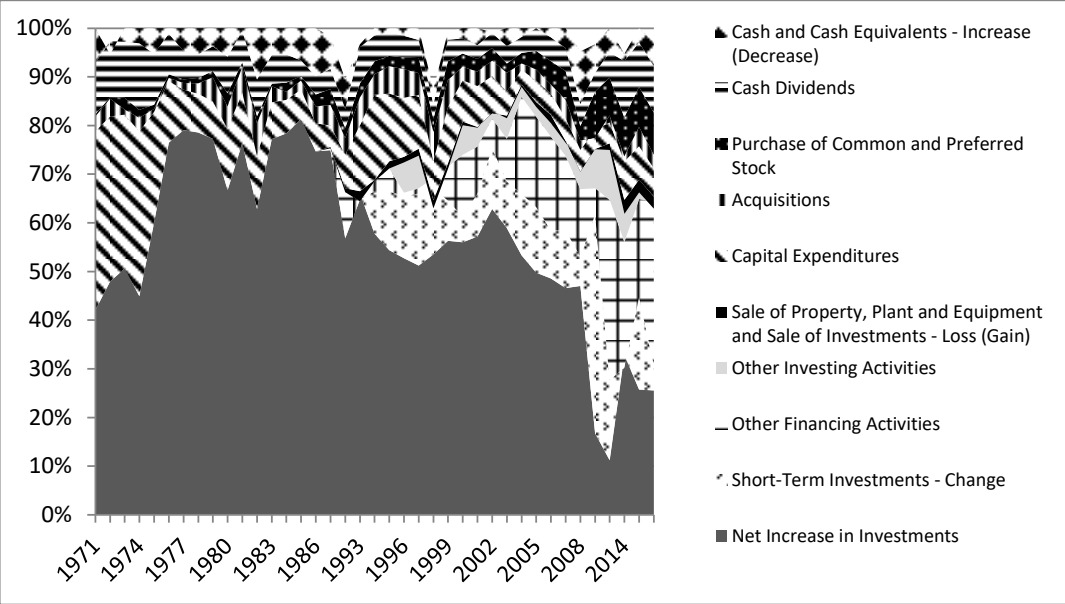 100%
90%
80%
70%
60%
50%
40%
30%
20%
10%
0%
1971
1974
1977
1980
1983
1986
1993
1996
1999
2002
2005
2008
2014
Cash and Cash Equivalents - Increase
(Decrease)
Cash Dividends
Purchase of Common and Preferred
Stock
Acquisitions
Capital Expenditures
Sale of Property, Plant and Equipment
and Sale of Investments - Loss (Gain)
Other Investing Activities
Other Financing Activities
Short-Term Investments - Change
Net Increase in Investments